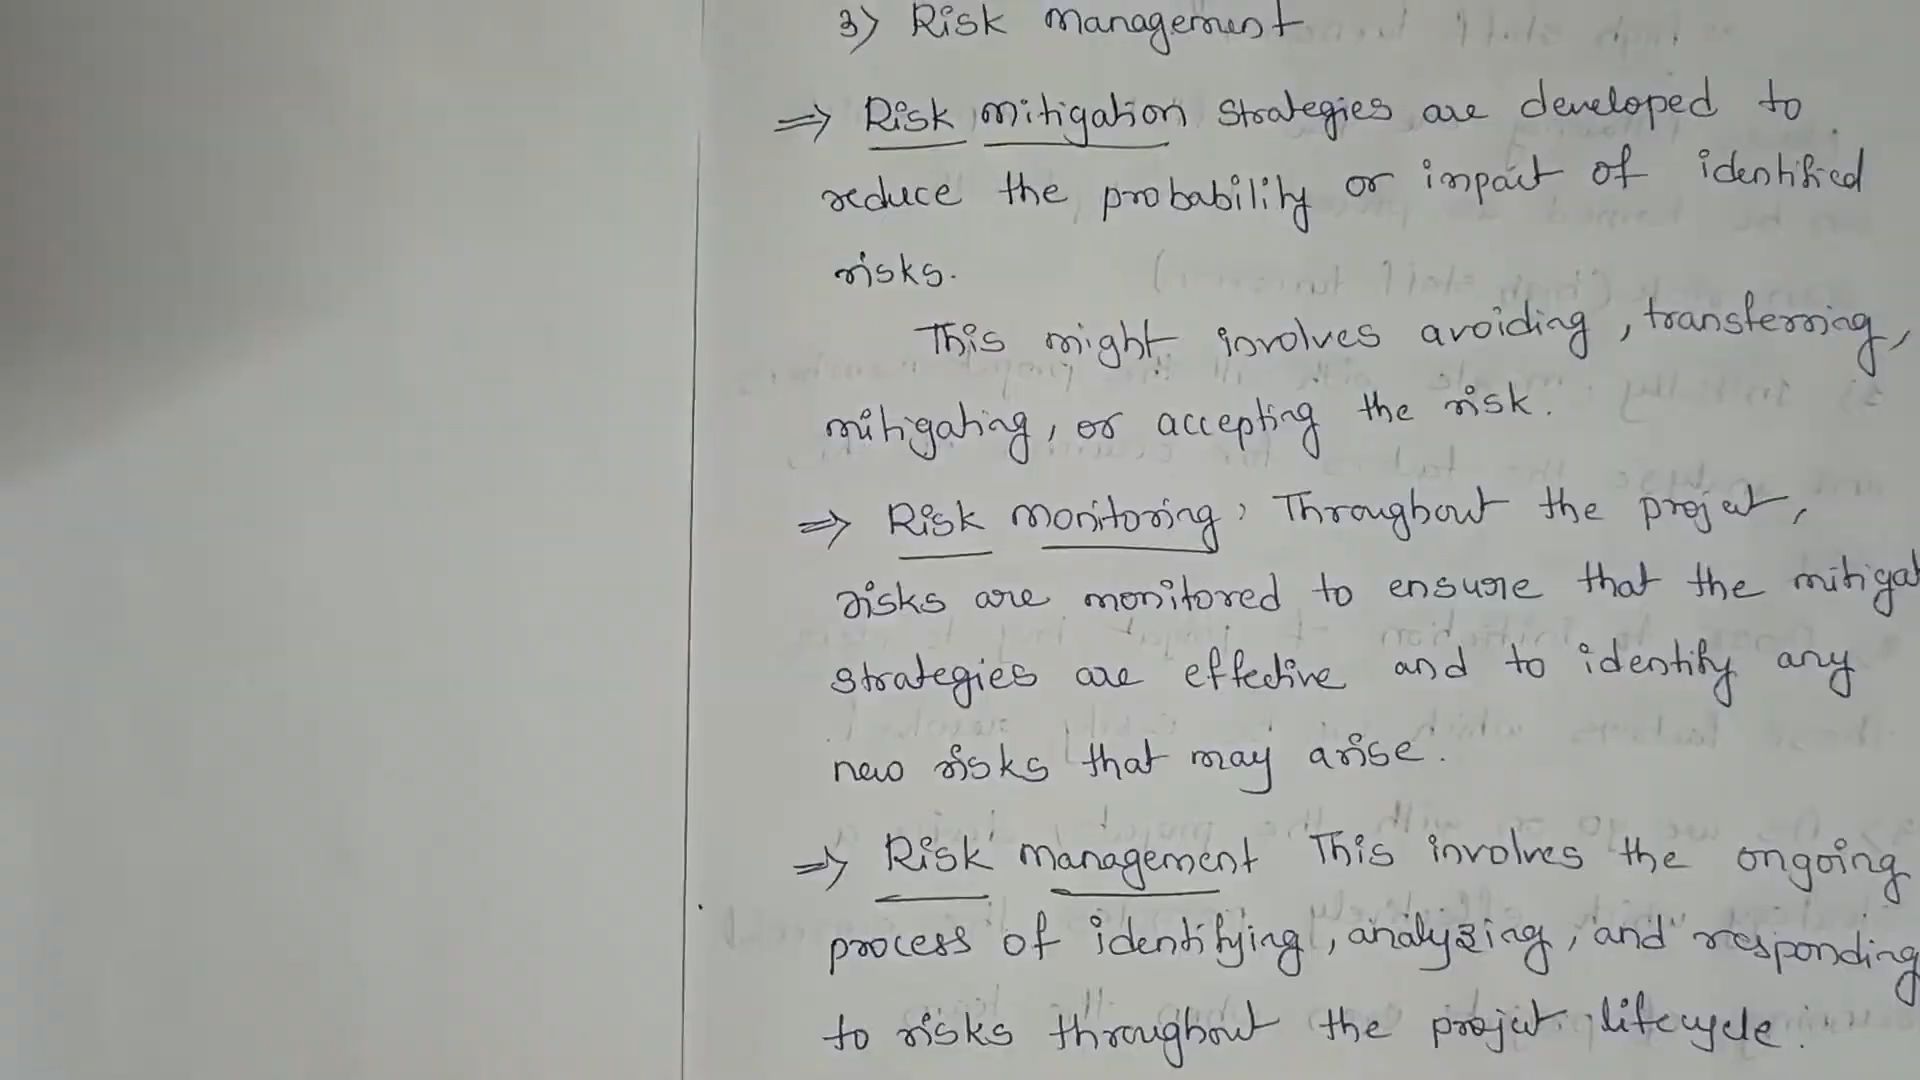 3) Risk management
⇒ Risk mitigation strategies are developed to
reduce the probability or impact of identified
risks.
This might involves avoiding, transferring,
mitigating, or accepting the risk.
⇒ Risk monitoring, Throughout the project,
risks are monitored to ensure that the mitigat
strategies are effective and to identify any
new risks that may arise.
⇒ Risk management This involves the ongoing
process of identifying, analyzing, and responding
to risks throughout the project lifecycle.